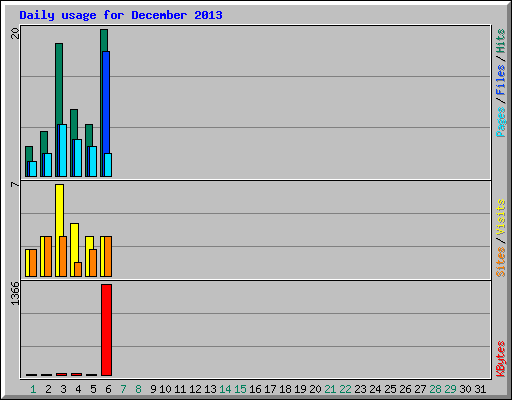 Daily usage for December 2013
20
Pages / Files / Hits
7
Sites / Visits
1366
KBytes
1 2 3 4 5 6 7 8 9 10 11 12 13 14 15 16 17 18 19 20 21 22 23 24 25 26 27 28 29 30 31